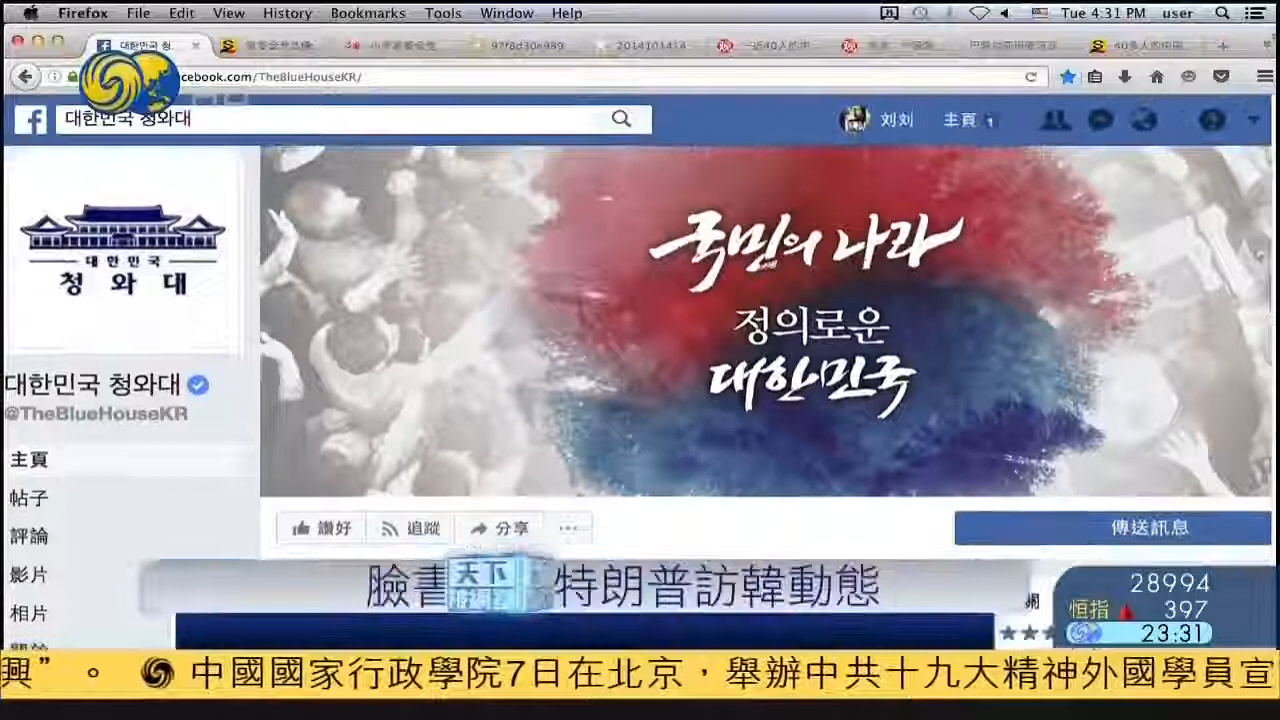 Firefox File Edit View History Bookmarks Tools Window Help
Tue 4:31 PM user
97f8d30e989
cebook.com/TheBlueHouseKR/
대한민국 청와대
刘刘 主頁 1
대한민국
청와대
국민의 나라
정의로운
대한민국
대한민국 청와대
@TheBlueHouseKR
主頁
帖子
評論
影片
相片
讚好 追蹤 分享 ...
傳送訊息
臉書
天下
特朗普訪韓動態
28994
恒指 397
23:31
興”。 中國國家行政學院7日在北京，舉辦中共十九大精神外國學員宣